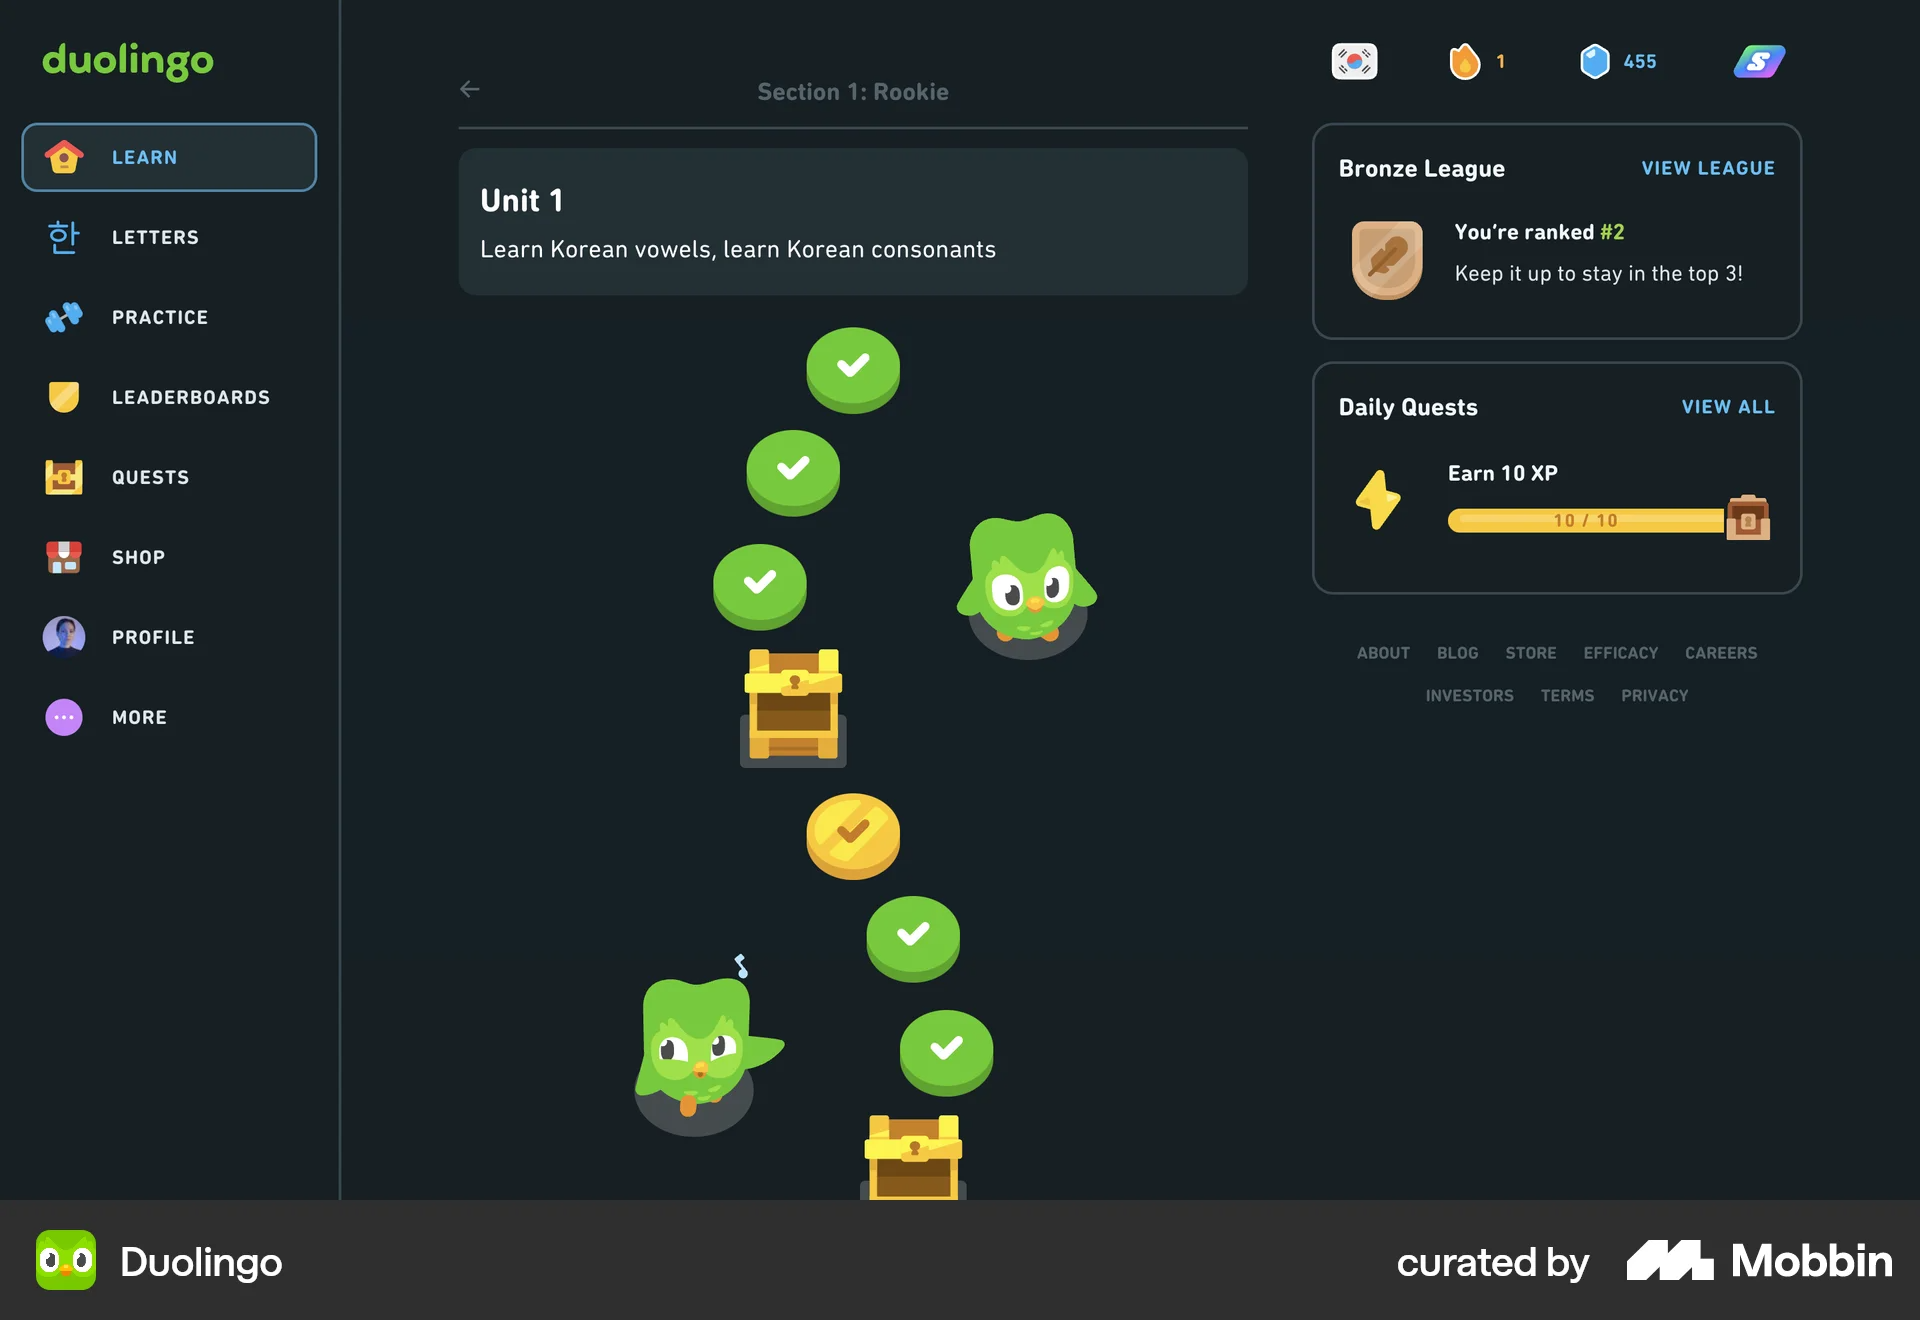 duolingo
LEARN
한
LETTERS
PRACTICE
LEADERBOARDS
QUESTS
SHOP
PROFILE
MORE
Section 1: Rookie
Unit 1
Learn Korean vowels, learn Korean consonants
1
455
S
Bronze League
VIEW LEAGUE
You're ranked #2
Keep it up to stay in the top 3!
Daily Quests
VIEW ALL
Earn 10 XP
10 / 10
ABOUT BLOG STORE EFFICACY CAREERS
INVESTORS TERMS PRIVACY
Duolingo
curated by Mobbin